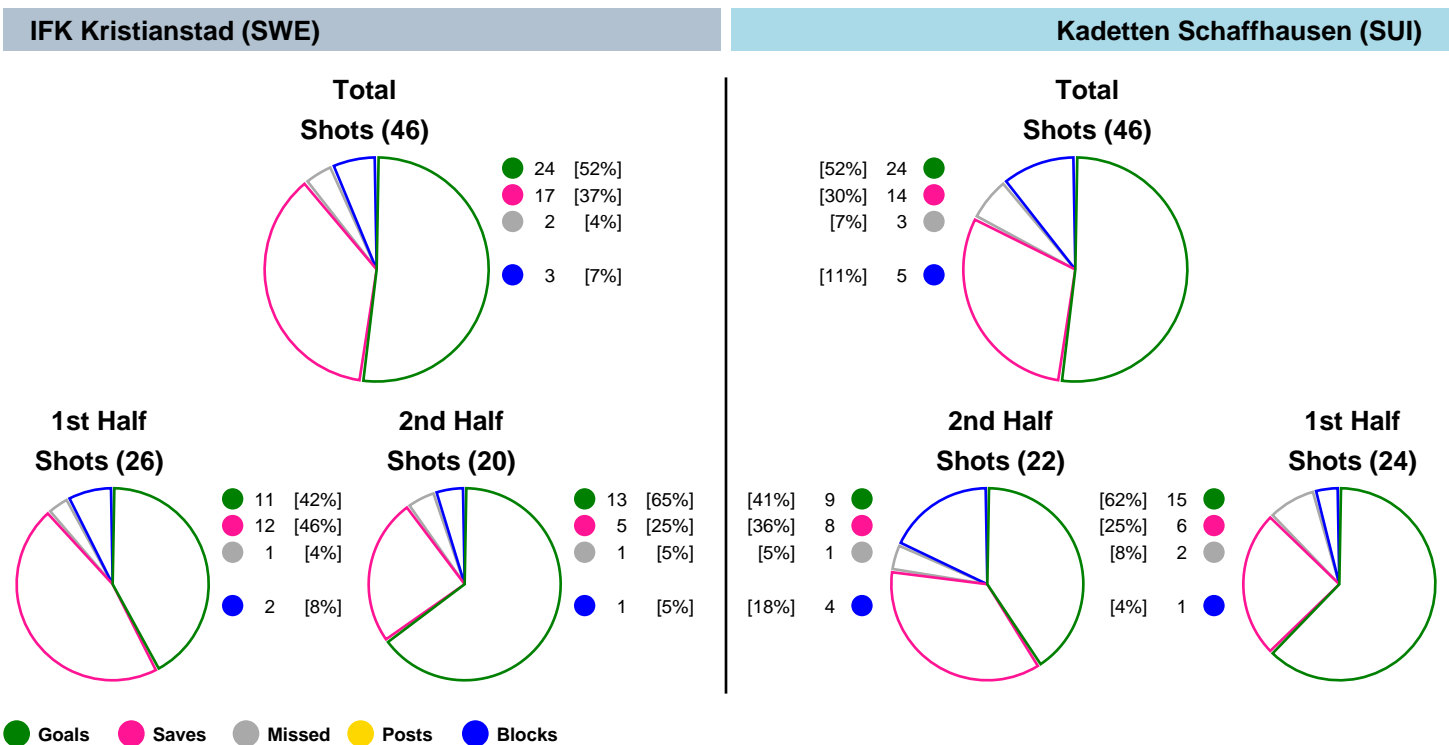 IFK Kristianstad (SWE)
Kadetten Schaffhausen (SUI)
Total
Shots (46)
24 [52%]
17 [37%]
2 [4%]
3 [7%]
Total
Shots (46)
[52%] 24
[30%] 14
[7%] 3
[11%] 5
1st Half
Shots (26)
11 [42%]
12 [46%]
1 [4%]
2 [8%]
2nd Half
Shots (20)
13 [65%]
5 [25%]
1 [5%]
1 [5%]
2nd Half
Shots (22)
[41%] 9
[36%] 8
[5%] 1
[18%] 4
1st Half
Shots (24)
[62%] 15
[25%] 6
[8%] 2
[4%] 1
Goals Saves Missed Posts Blocks